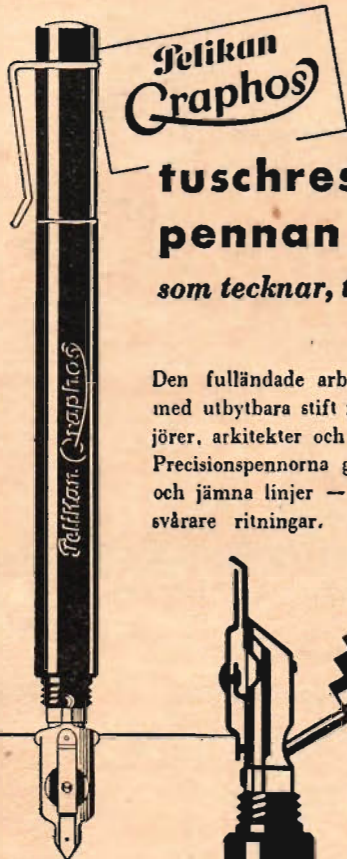 Pelikan
Graphos
tuschres
pennan
som tecknar, t
Den fulländade arb
med utbytbara stift
jörer, arkitekter och
Precisionspennorna g
och jämna linjer —
svårare ritningar.
Pelikan Graphos